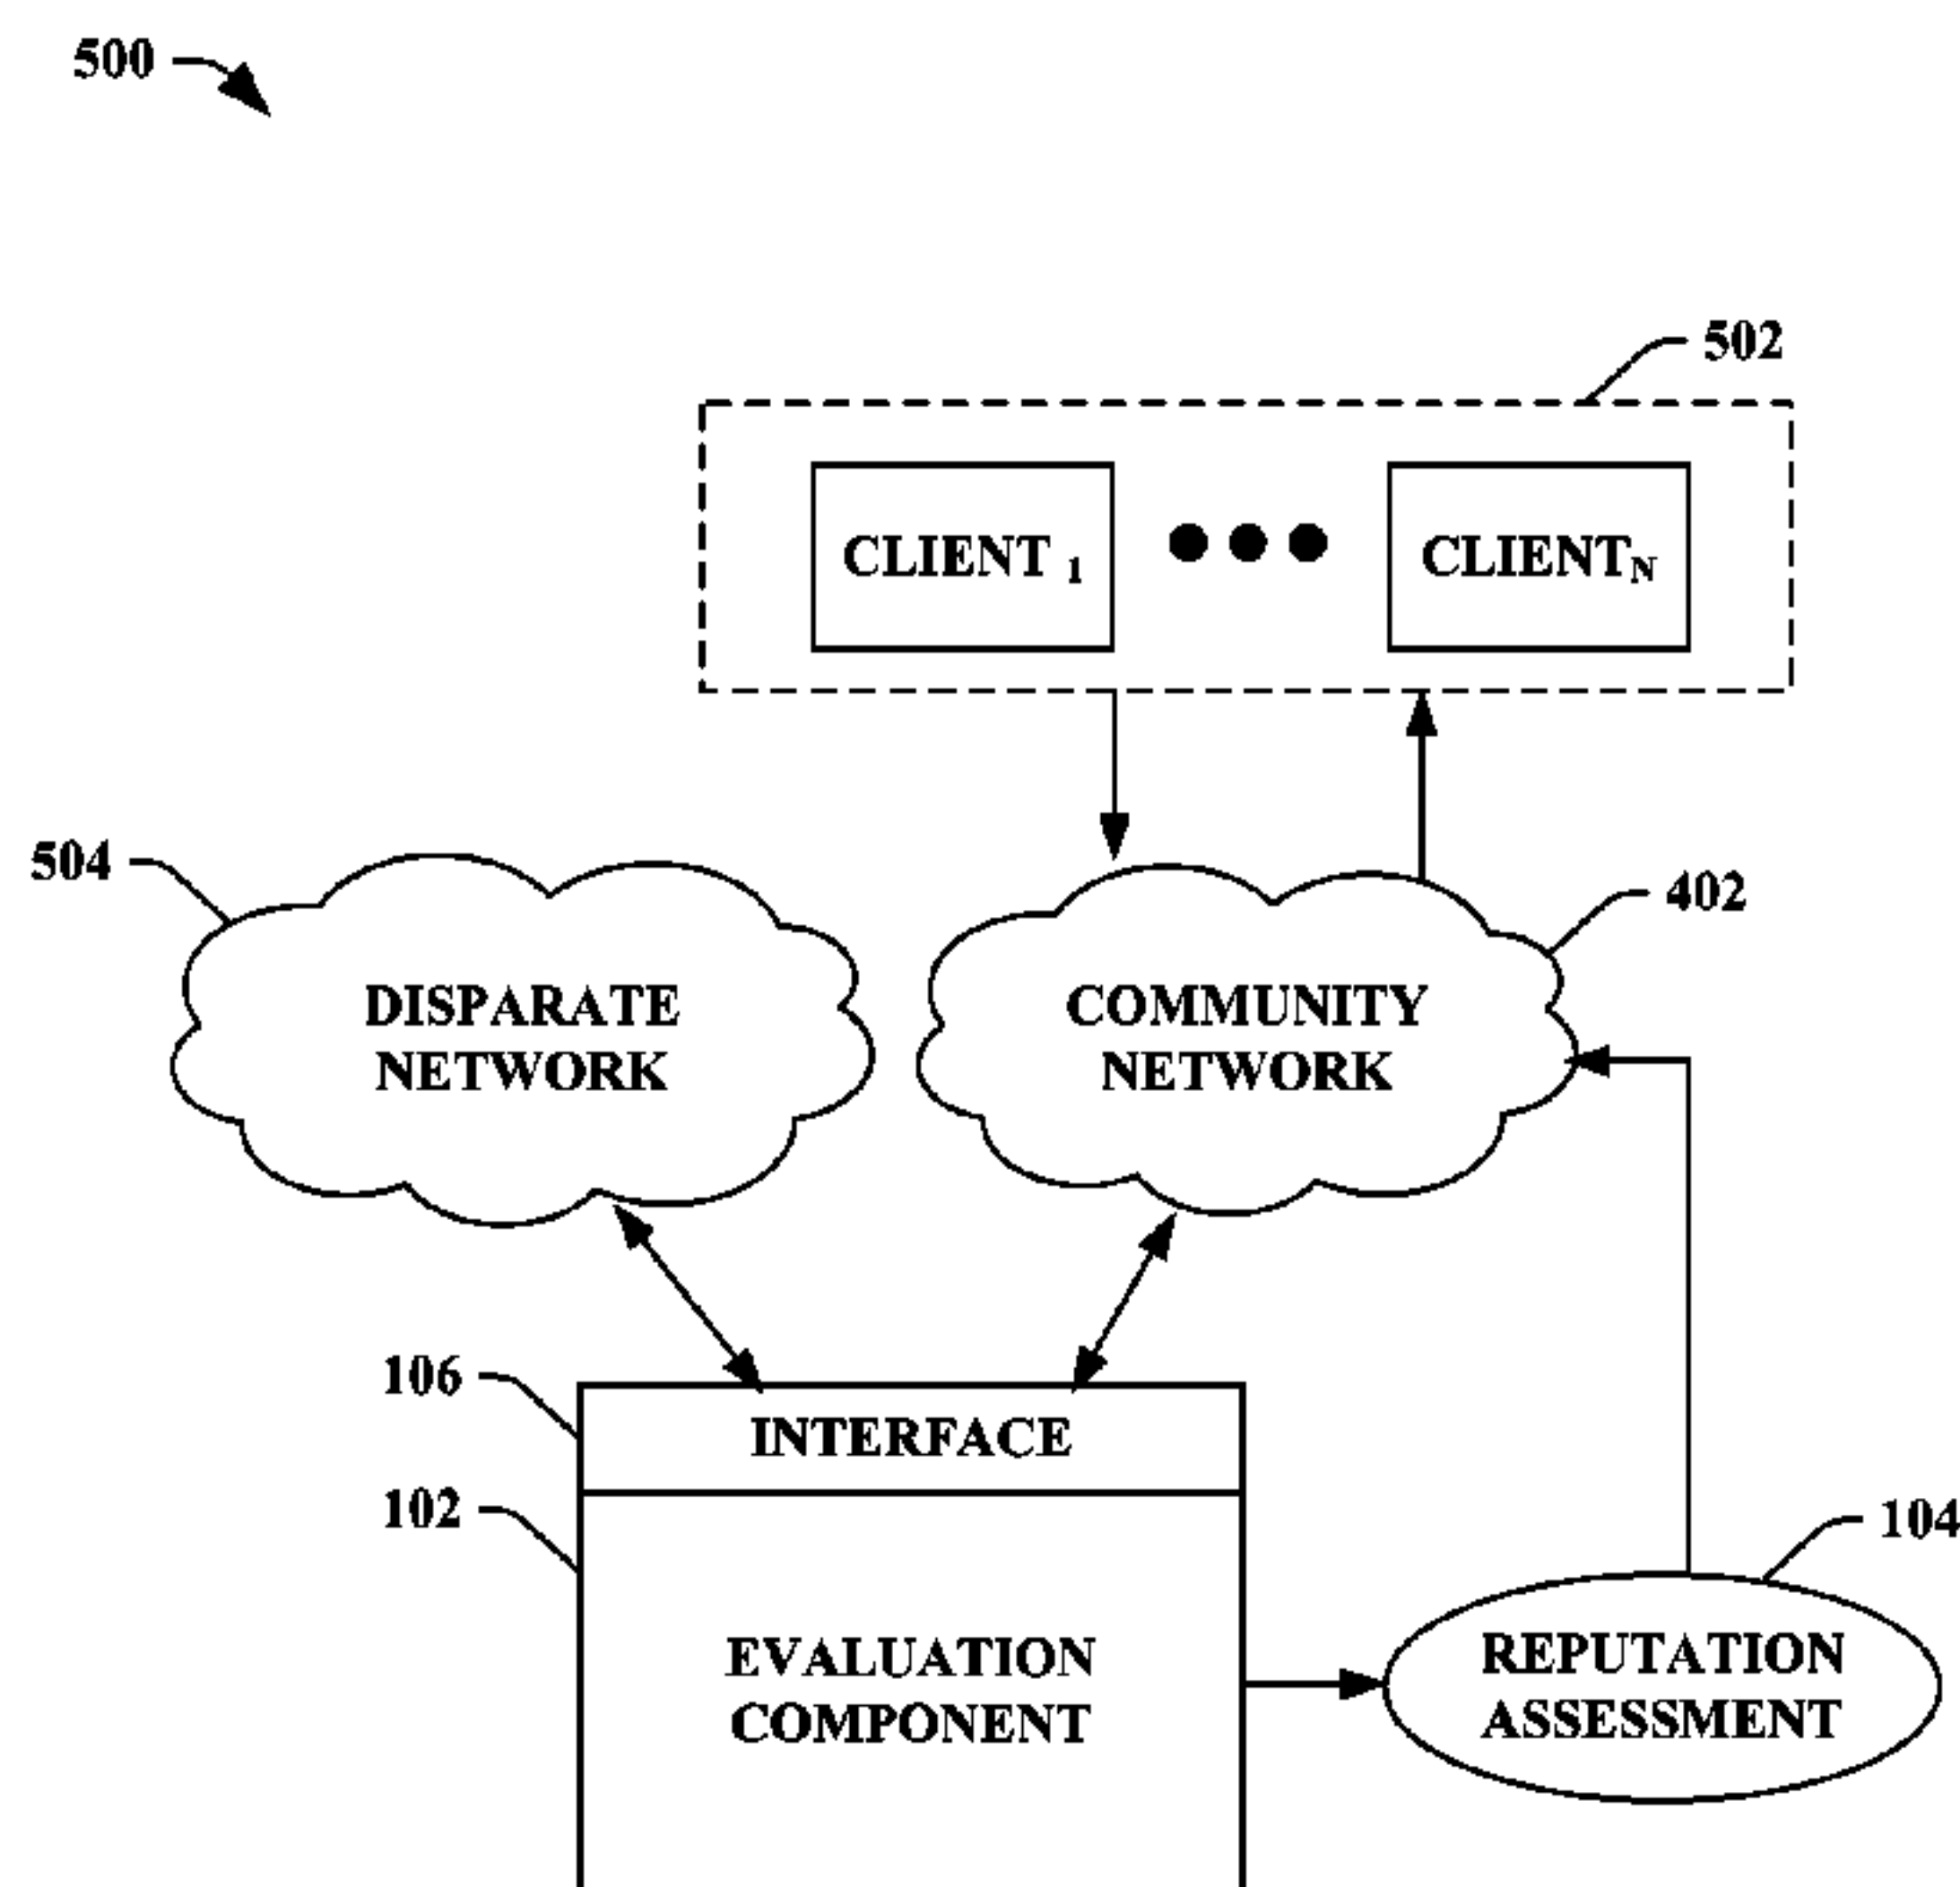 500
502
CLIENT 1
CLIENTN
504
402
DISPARATE
NETWORK
COMMUNITY
NETWORK
106
INTERFACE
102
104
EVALUATION
COMPONENT
REPUTATION
ASSESSMENT